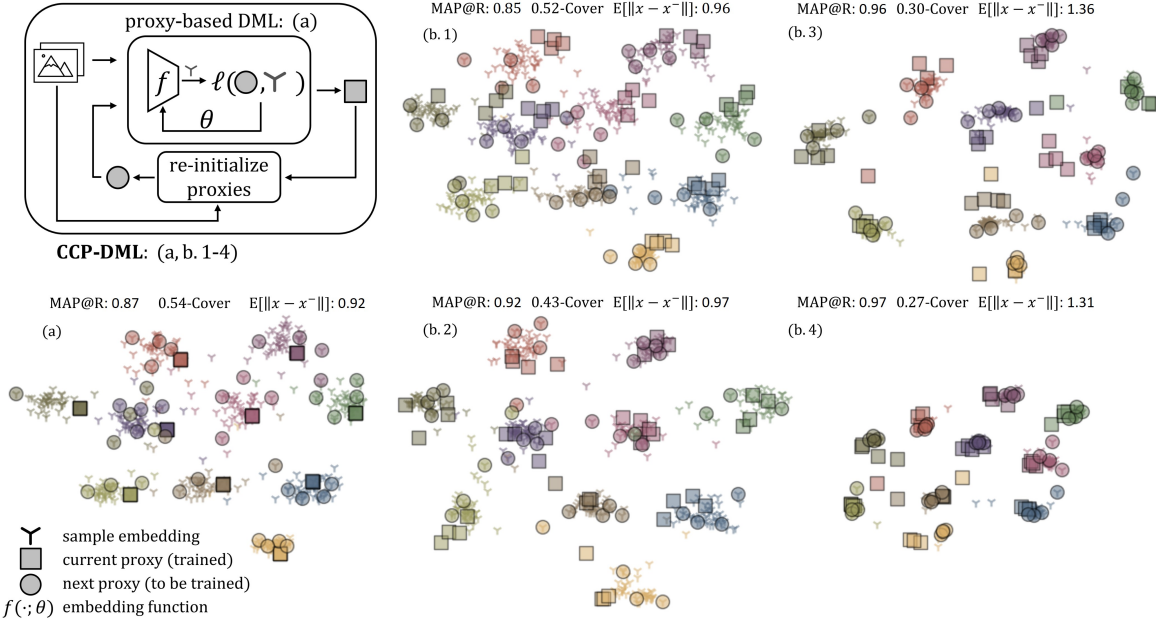 proxy-based DML: (a)
f
ℓ( , )
θ
re-initialize
proxies
CCP-DML: (a, b. 1-4)
MAP@R: 0.85 0.52-Cover E[‖x − x⁻‖]: 0.96
(b. 1)
MAP@R: 0.96 0.30-Cover E[‖x − x⁻‖]: 1.36
(b. 3)
MAP@R: 0.87 0.54-Cover E[‖x − x⁻‖]: 0.92
(a)
MAP@R: 0.92 0.43-Cover E[‖x − x⁻‖]: 0.97
(b. 2)
MAP@R: 0.97 0.27-Cover E[‖x − x⁻‖]: 1.31
(b. 4)
sample embedding
current proxy (trained)
next proxy (to be trained)
f(·; θ) embedding function